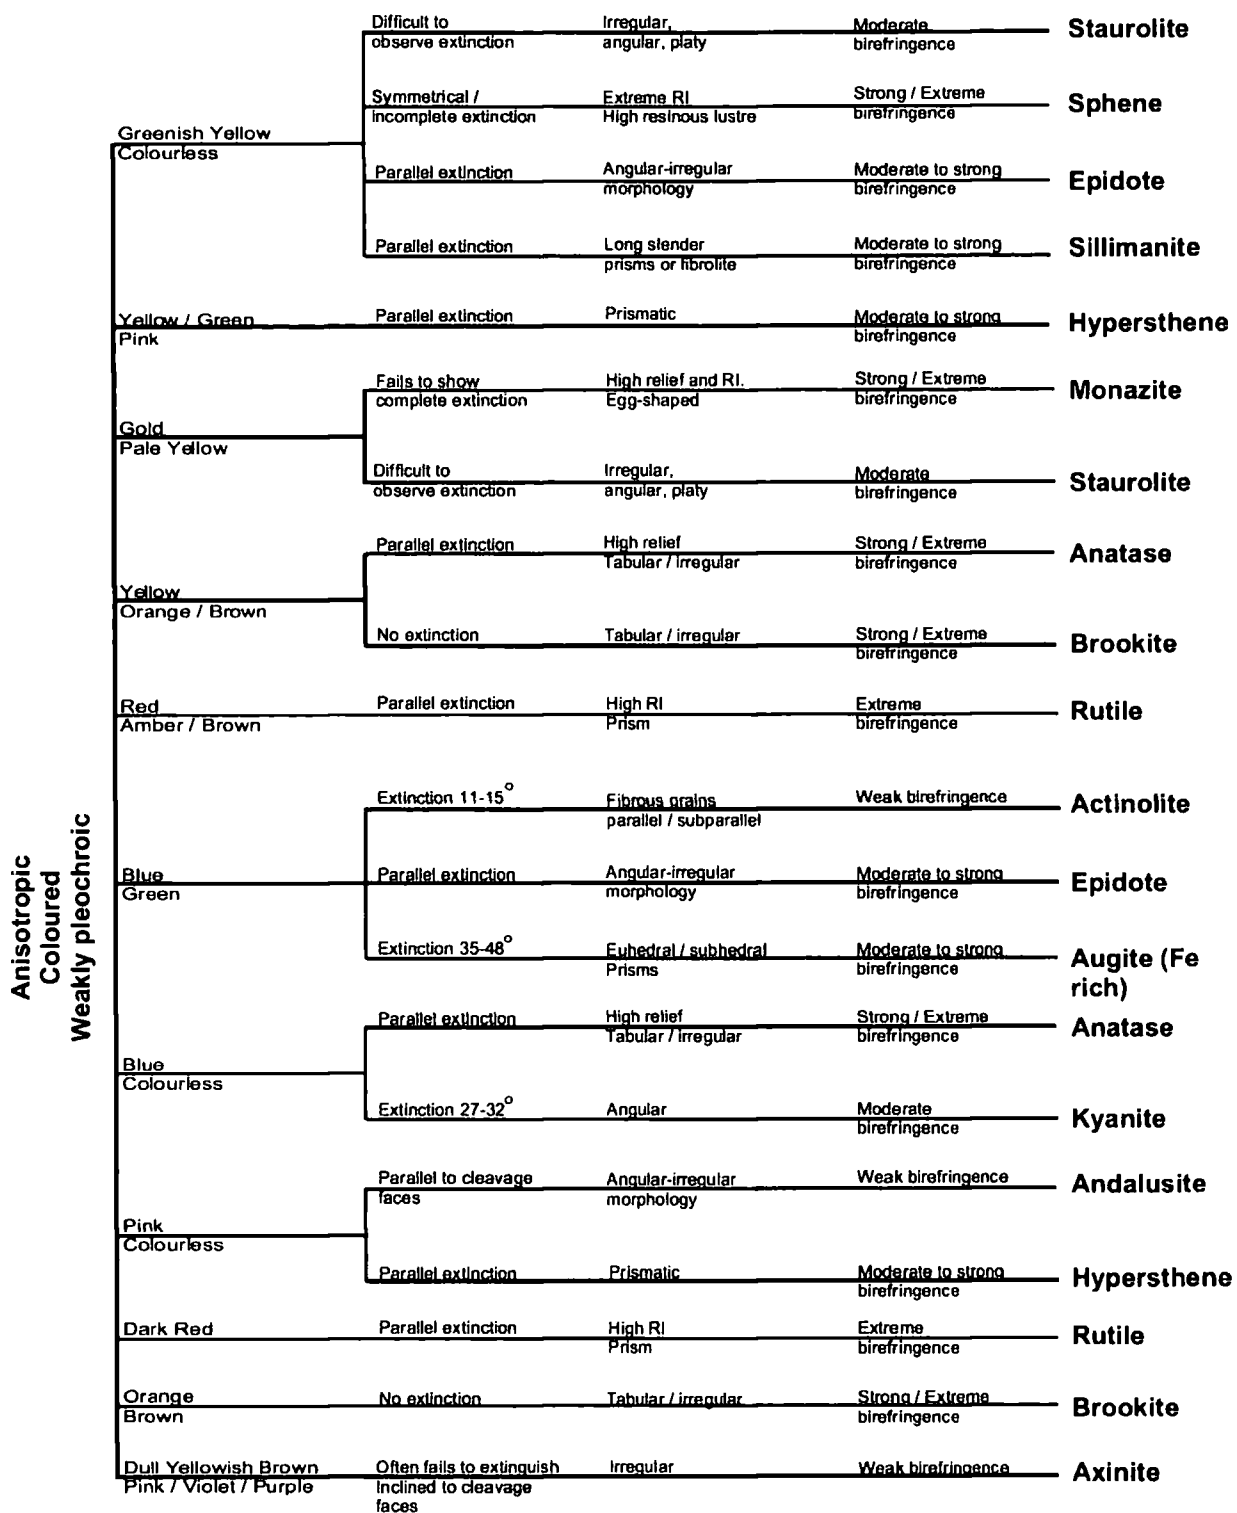 Anisotropic
Coloured
Weakly pleochroic
Greenish Yellow
Colourless
Difficult to
observe extinction
Irregular,
angular, platy
Moderate
birefringence
Staurolite
Symmetrical /
incomplete extinction
Extreme RI
High resinous lustre
Strong / Extreme
birefringence
Sphene
Parallel extinction
Angular-irregular
morphology
Moderate to strong
birefringence
Epidote
Parallel extinction
Long slender
prisms or fibrolite
Moderate to strong
birefringence
Sillimanite
Yellow / Green
Pink
Parallel extinction
Prismatic
Moderate to strong
birefringence
Hypersthene
Gold
Pale Yellow
Fails to show
complete extinction
High relief and RI.
Egg-shaped
Strong / Extreme
birefringence
Monazite
Difficult to
observe extinction
Irregular,
angular, platy
Moderate
birefringence
Staurolite
Yellow
Orange / Brown
Parallel extinction
High relief
Tabular / irregular
Strong / Extreme
birefringence
Anatase
No extinction
Tabular / irregular
Strong / Extreme
birefringence
Brookite
Red
Amber / Brown
Parallel extinction
High RI
Prism
Extreme
birefringence
Rutile
Blue
Green
Extinction 11-15°
Fibrous grains
parallel / subparallel
Weak birefringence
Actinolite
Parallel extinction
Angular-irregular
morphology
Moderate to strong
birefringence
Epidote
Extinction 35-48°
Euhedral / subhedral
Prisms
Moderate to strong
birefringence
Augite (Fe
rich)
Blue
Colourless
Parallel extinction
High relief
Tabular / irregular
Strong / Extreme
birefringence
Anatase
Extinction 27-32°
Angular
Moderate
birefringence
Kyanite
Pink
Colourless
Parallel to cleavage
faces
Angular-irregular
morphology
Weak birefringence
Andalusite
Parallel extinction
Prismatic
Moderate to strong
birefringence
Hypersthene
Dark Red
Parallel extinction
High RI
Prism
Extreme
birefringence
Rutile
Orange
Brown
No extinction
Tabular / irregular
Strong / Extreme
birefringence
Brookite
Dull Yellowish Brown
Pink / Violet / Purple
Often fails to extinguish
Inclined to cleavage
faces
Irregular
Weak birefringence
Axinite